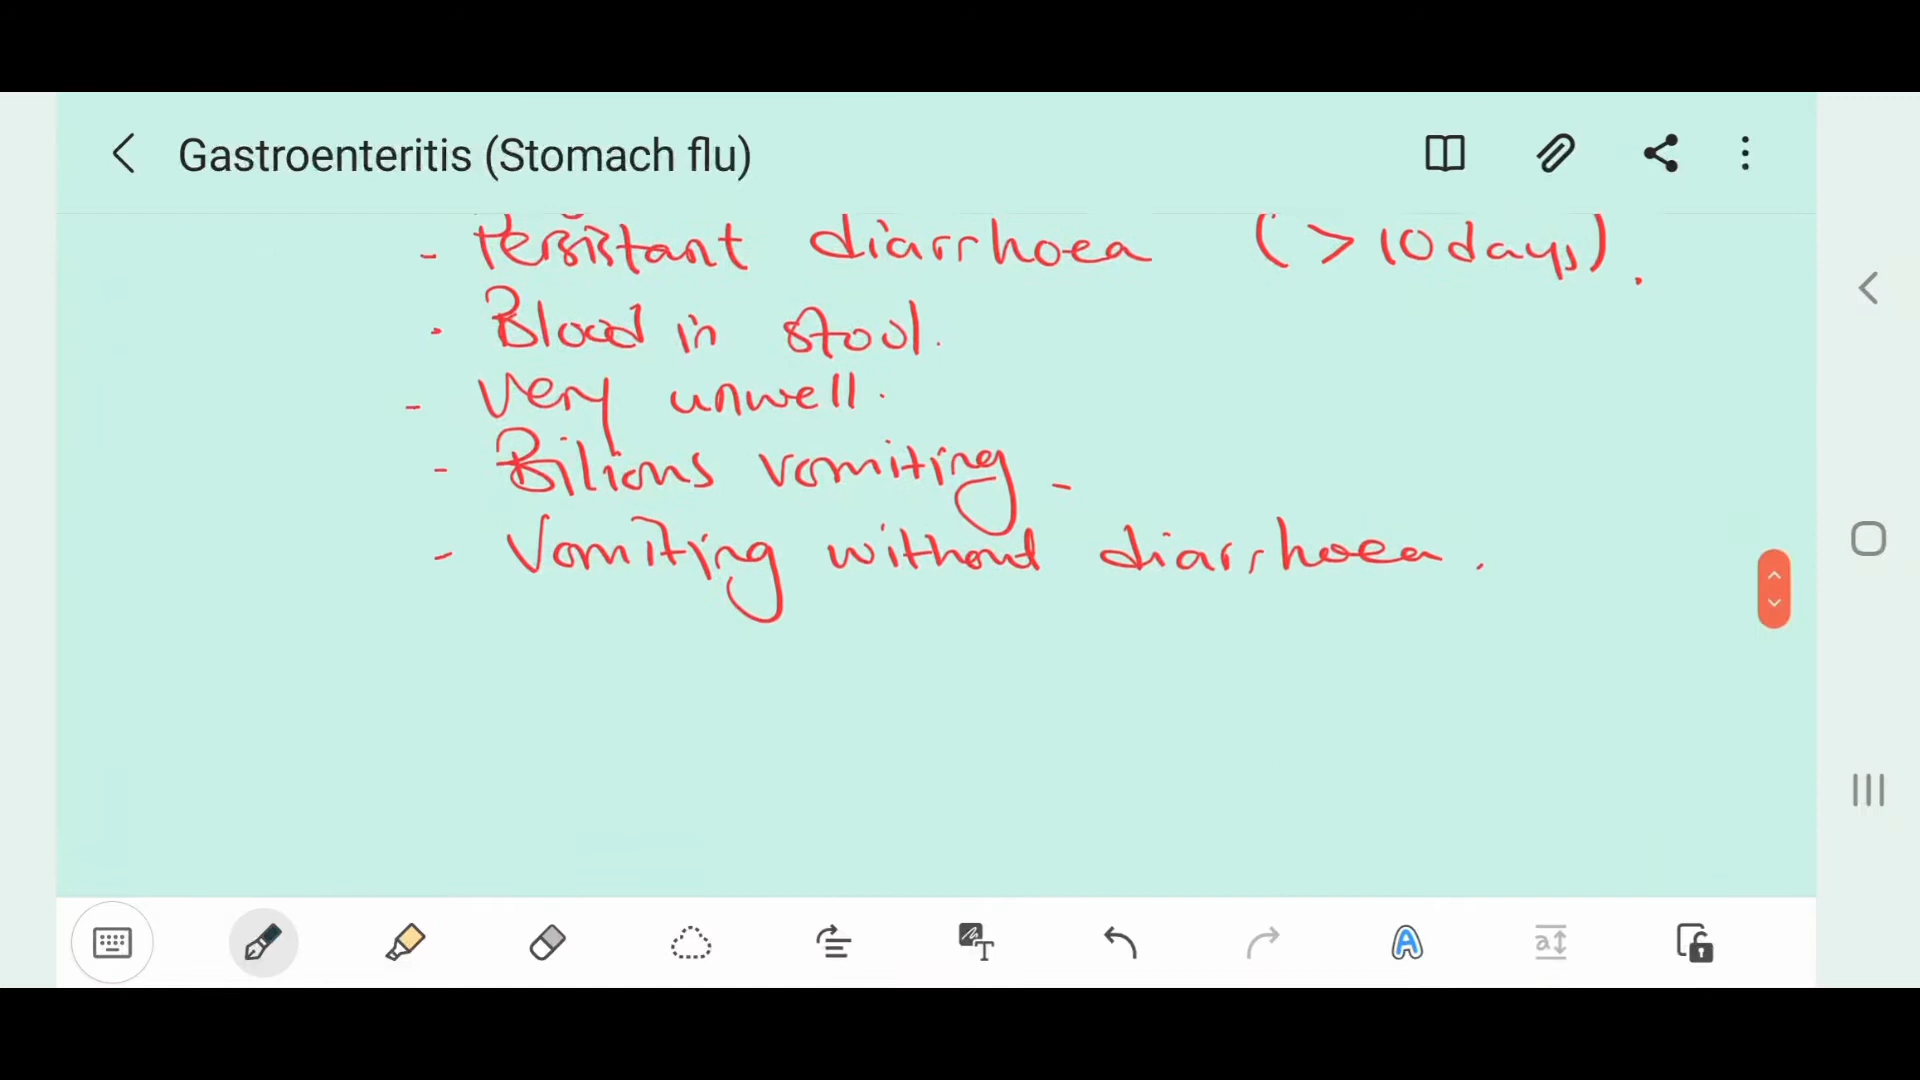 Gastroenteritis (Stomach flu)
- Persistant diarrhoea (>10 days).
- Blood in stool.
- Very unwell.
- Bilious vomiting -
- Vomiting without diarrhoea.